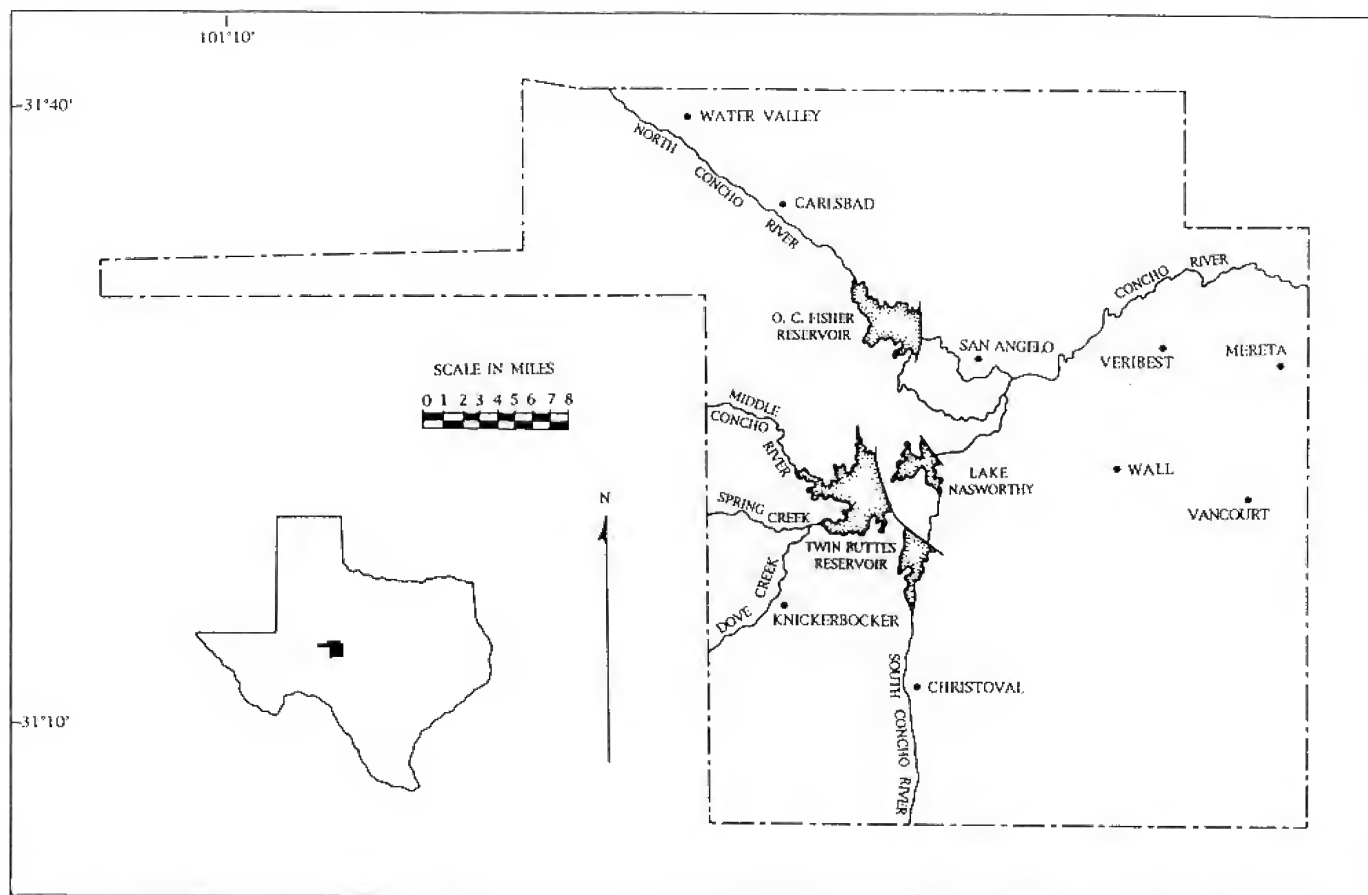 101°10'
31°40'
WATER VALLEY
NORTH CONCHO RIVER
CARLSBAD
CONCHO RIVER
O. C. FISHER
RESERVOIR
SAN ANGELO
VERIBEST
MERETA
SCALE IN MILES
0 1 2 3 4 5 6 7 8
MIDDLE
CONCHO
RIVER
LAKE
NASWORTHY
WALL
SPRING CREEK
VANCOURT
N
TWIN BUTTES
RESERVOIR
DOVE CREEK
KNICKERBOCKER
SOUTH CONCHO RIVER
CHRISTOVAL
31°10'